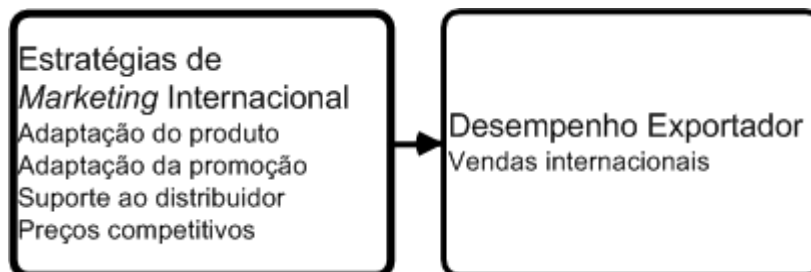 Estratégias de
Marketing Internacional
Adaptação do produto
Adaptação da promoção
Suporte ao distribuidor
Preços competitivos
Desempenho Exportador
Vendas internacionais